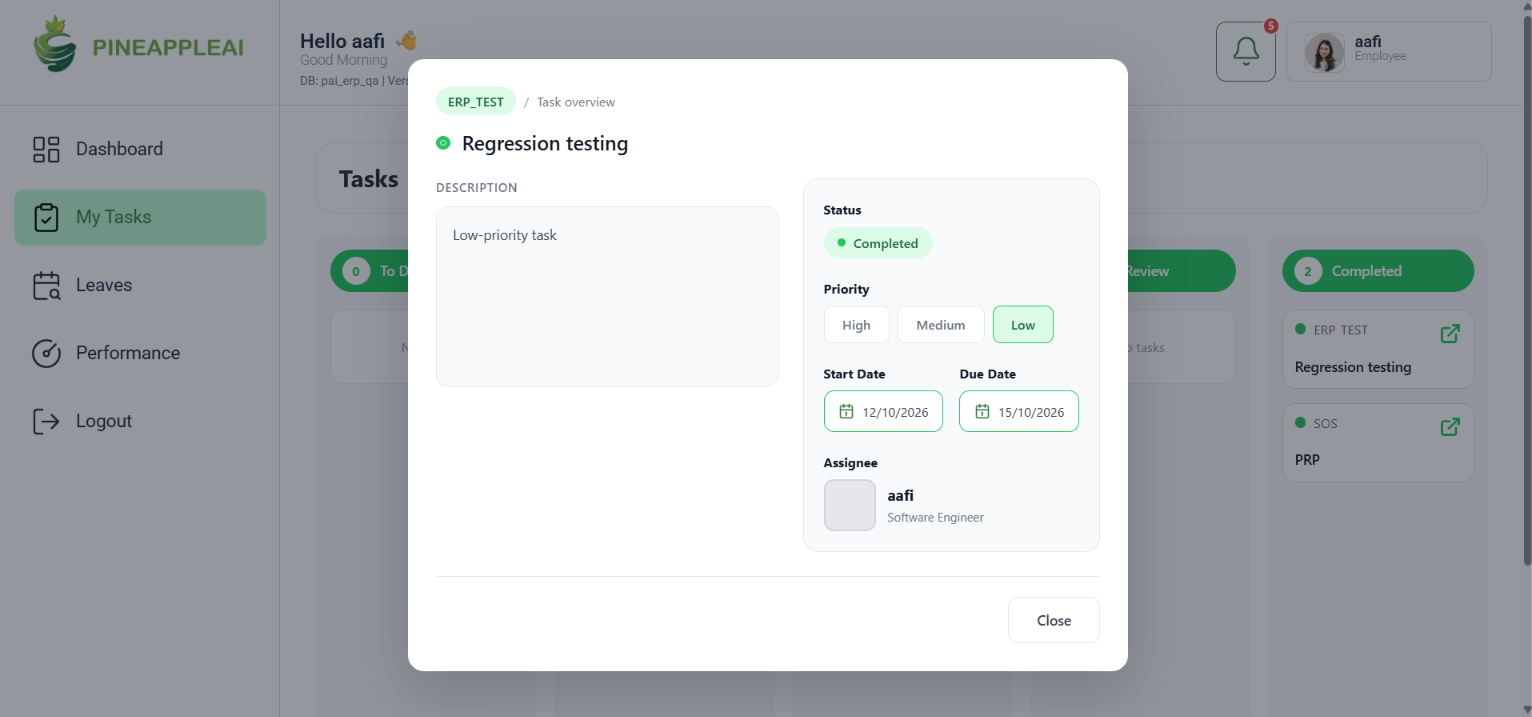 PINEAPPLEAI
Hello aafi 👋
Good Morning
DB: pai_erp_qa |
5
aafi
Employee
Dashboard
My Tasks
Leaves
Performance
Logout
Tasks
0 To D
Review
2 Completed
tasks
ERP TEST
Regression testing
SOS
PRP
ERP_TEST / Task overview
Regression testing
DESCRIPTION
Low-priority task
Status
Completed
Priority
High Medium Low
Start Date Due Date
12/10/2026 15/10/2026
Assignee
aafi
Software Engineer
Close